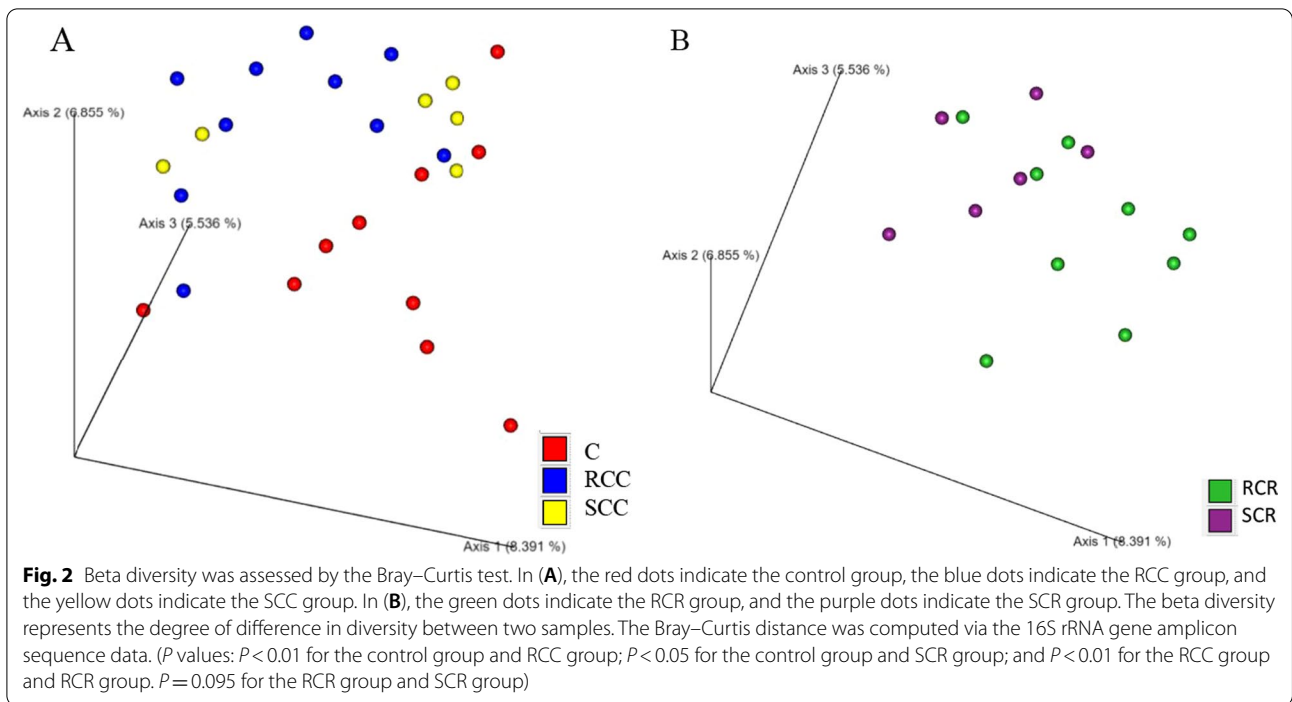 A
B
Axis 2 (6.855 %)
Axis 3 (5.536 %)
Axis 1 (8.391 %)
C
RCC
SCC
Axis 3 (5.536 %)
Axis 2 (6.855 %)
Axis 1 (8.391 %)
RCR
SCR
Fig. 2 Beta diversity was assessed by the Bray–Curtis test. In (A), the red dots indicate the control group, the blue dots indicate the RCC group, and
the yellow dots indicate the SCC group. In (B), the green dots indicate the RCR group, and the purple dots indicate the SCR group. The beta diversity
represents the degree of difference in diversity between two samples. The Bray–Curtis distance was computed via the 16S rRNA gene amplicon
sequence data. (P values: P < 0.01 for the control group and RCC group; P < 0.05 for the control group and SCR group; and P < 0.01 for the RCC group
and RCR group. P = 0.095 for the RCR group and SCR group)